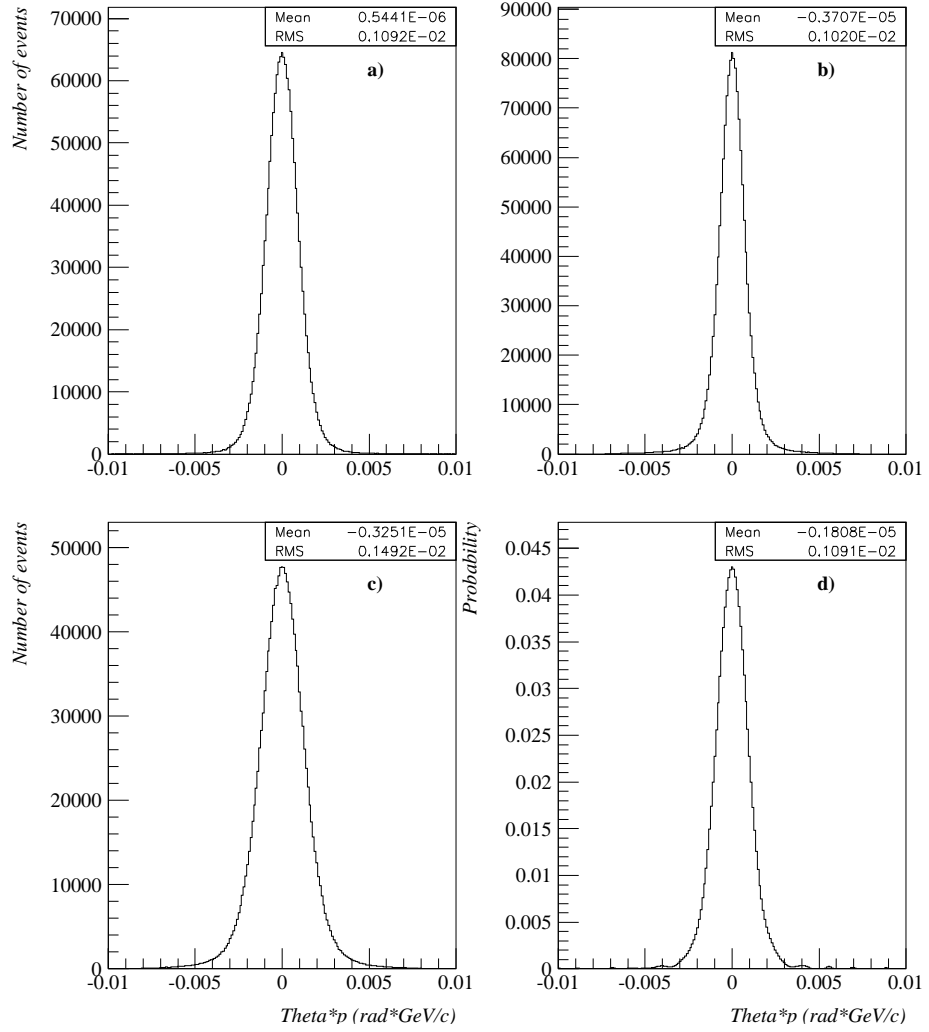 Number of events
Mean 0.5441E-06
RMS 0.1092E-02
a)
70000
60000
50000
40000
30000
20000
10000
0
-0.01 -0.005 0 0.005 0.01
Mean -0.3707E-05
RMS 0.1020E-02
b)
90000
80000
70000
60000
50000
40000
30000
20000
10000
0
-0.01 -0.005 0 0.005 0.01
Number of events
Mean -0.3251E-05
RMS 0.1492E-02
c)
50000
40000
30000
20000
10000
0
-0.01 -0.005 0 0.005 0.01
Theta*p (rad*GeV/c)
Probability
Mean -0.1808E-05
RMS 0.1091E-02
d)
0.045
0.04
0.035
0.03
0.025
0.02
0.015
0.01
0.005
0
-0.01 -0.005 0 0.005 0.01
Theta*p (rad*GeV/c)